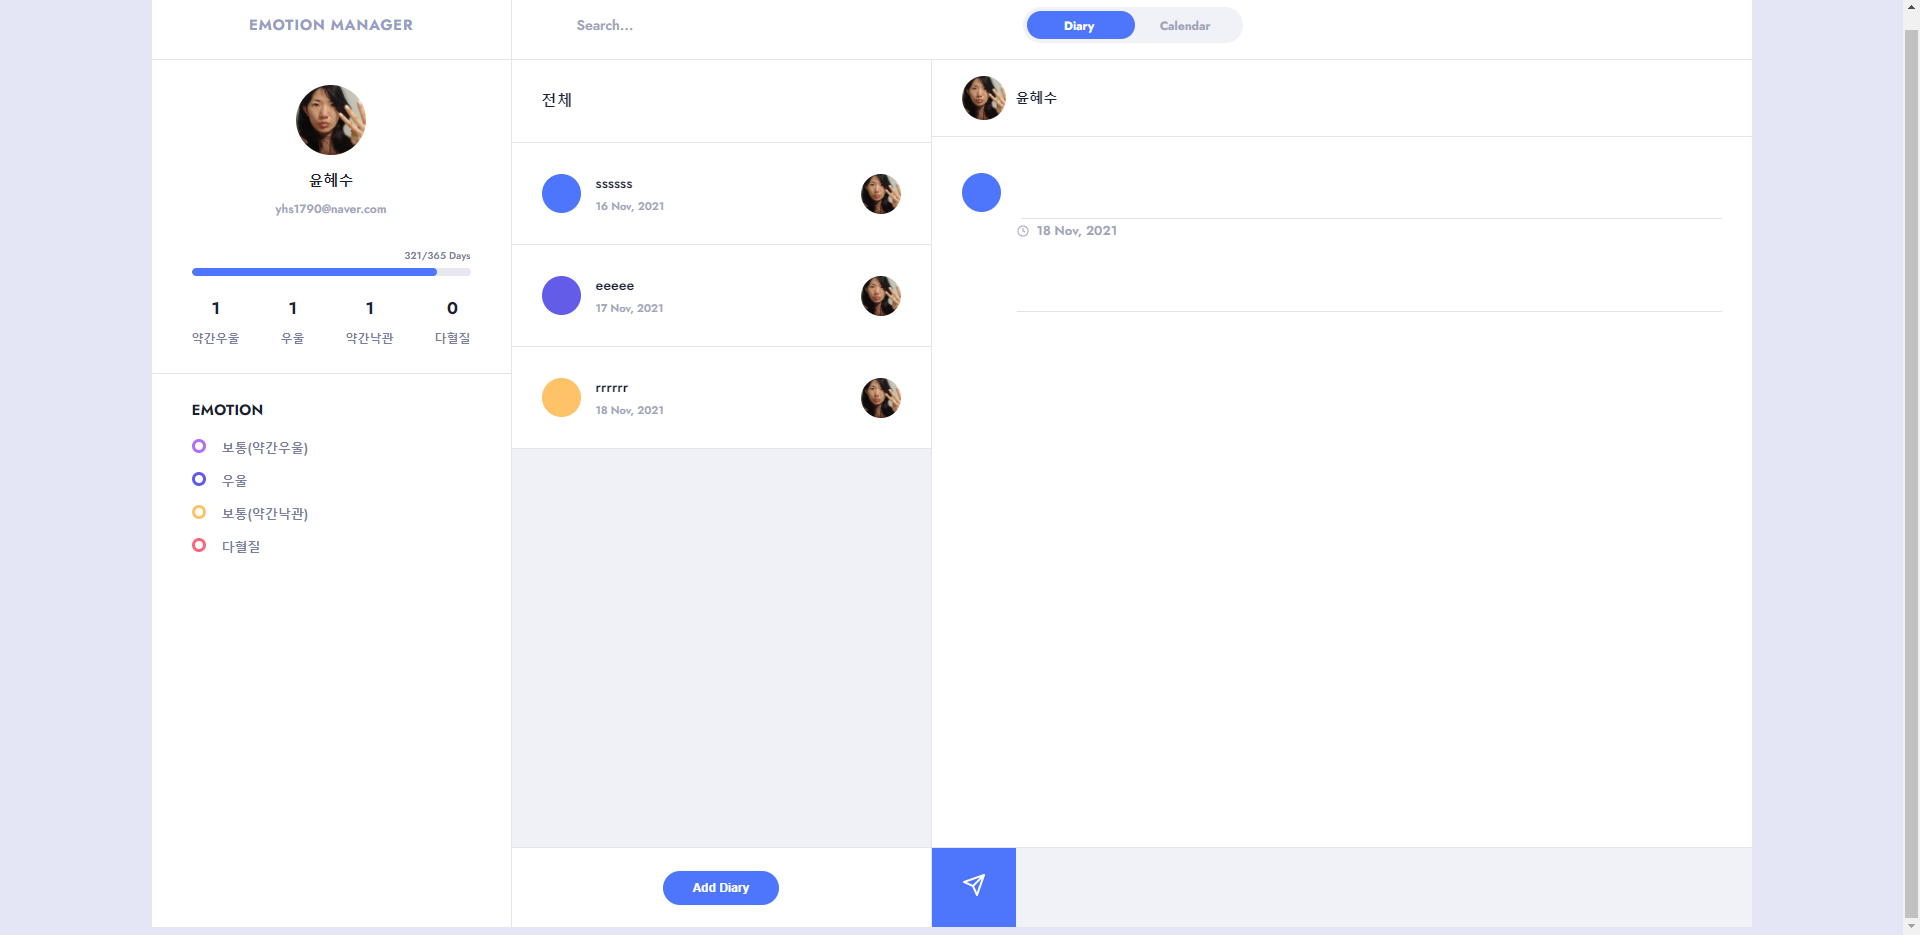 EMOTION MANAGER
Search...
Diary
Calendar
윤혜수
yhs1790@naver.com
321/365 Days
1
1
1
0
약간우울
우울
약간낙관
다혈질
EMOTION
보통(약간우울)
우울
보통(약간낙관)
다혈질
전체
ssssss
16 Nov, 2021
eeeee
17 Nov, 2021
rrrrrr
18 Nov, 2021
Add Diary
윤혜수
18 Nov, 2021